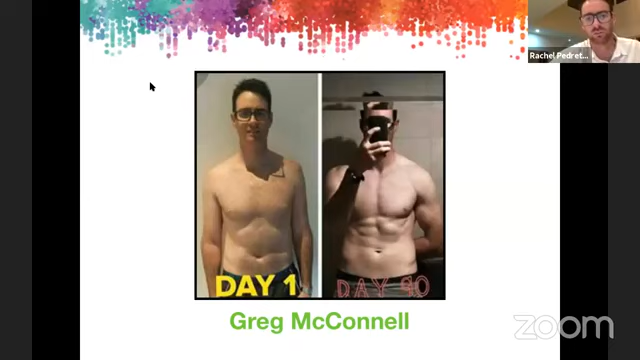 Rachel Pedret...
DAY 1
DAY 90
Greg McConnell
zoom